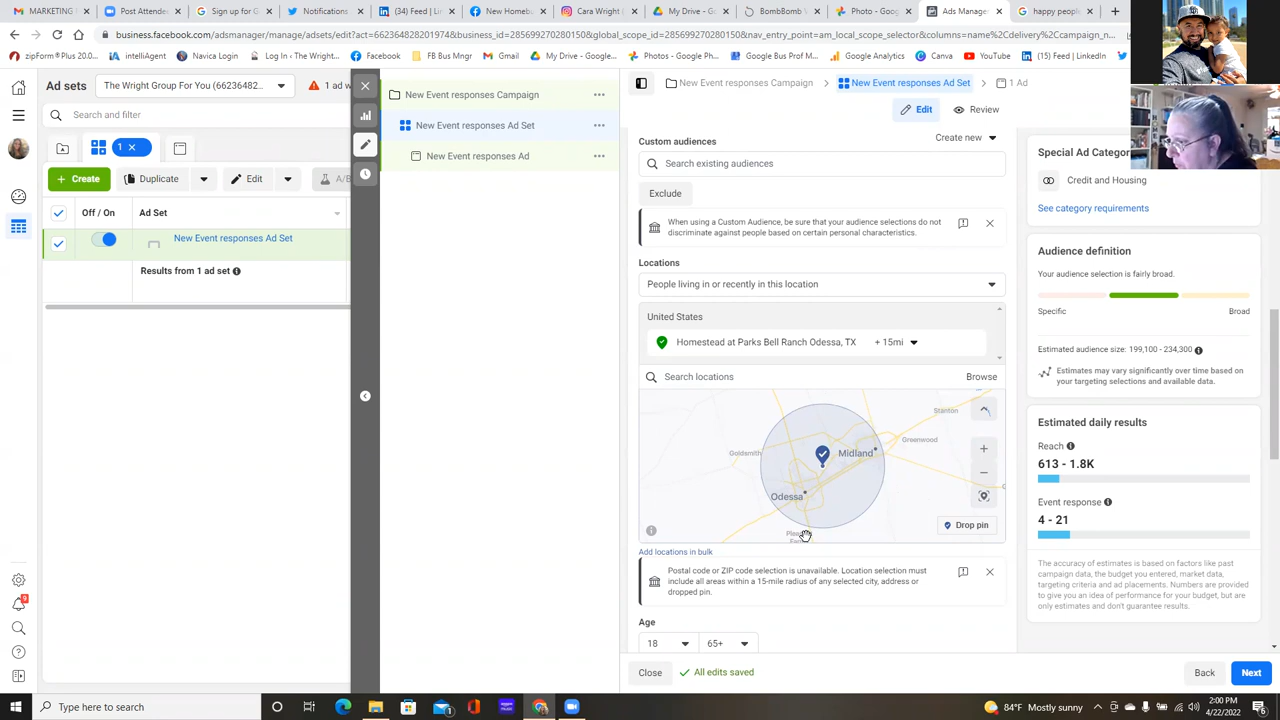 MARKETING
Post Attende
Sign up for G
Notifications
(4) Feed | Lin
New Homeb
Cara Wright (
My Drive - G
BombBomb
Photo - Goog
Ads Manage
happy people
business.facebook.com/adsmanager/manage/adsets/edit?act=662364828201974&business_id=285699270280150&global_scope_id=285699270280150&nav_entry_point=am_local_scope_selector&columns=name%2Cdelivery%2Ccampaign_n...
zipForm® Plus 20.0...
intelliAgent
Navica Login
In - The Wright...
Facebook
FB Bus Mngr
My Drive - Google...
Photos - Google P...
Google Bus Prof M...
Google Analytics
Canva
YouTube
(15) Feed | LinkedIn
Ad sets
The Wright Group For You (66236482...
1 ad w
New Event responses Campaign
New Event responses Campaign
New Event responses Ad Set
1 Ad
Search and filter
New Event responses Ad Set
Edit
Review
1
New Event responses Ad
Custom audiences
Create new
Special Ad Categor
Search existing audiences
Create
Duplicate
Edit
A/B
Credit and Housing
Exclude
See category requirements
Off / On
Ad Set
When using a Custom Audience, be sure that your audience selections do not
discriminate against people based on certain personal characteristics.
New Event responses Ad Set
Audience definition
Locations
Your audience selection is fairly broad.
Results from 1 ad set
People living in or recently in this location
Specific
Broad
United States
Homestead at Parks Bell Ranch Odessa, TX
+ 15mi
Estimated audience size: 199,100 - 234,300
Search locations
Browse
Estimates may vary significantly over time based on
your targeting selections and available data.
Stanton
Greenwood
Goldsmith
Midland
Odessa
Estimated daily results
Reach
613 - 1.8K
Event response
4 - 21
Drop pin
Add locations in bulk
Postal code or ZIP code selection is unavailable. Location selection must
include all areas within a 15-mile radius of any selected city, address or
dropped pin.
The accuracy of estimates is based on factors like past
campaign data, the budget you entered, market data,
targeting criteria and ad placements. Numbers are provided
to give you an idea of performance for your budget, but are
only estimates and don't guarantee results.
Age
18
65+
Close
All edits saved
Back
Next
Type here to search
84°F Mostly sunny
2:00 PM
4/22/2022